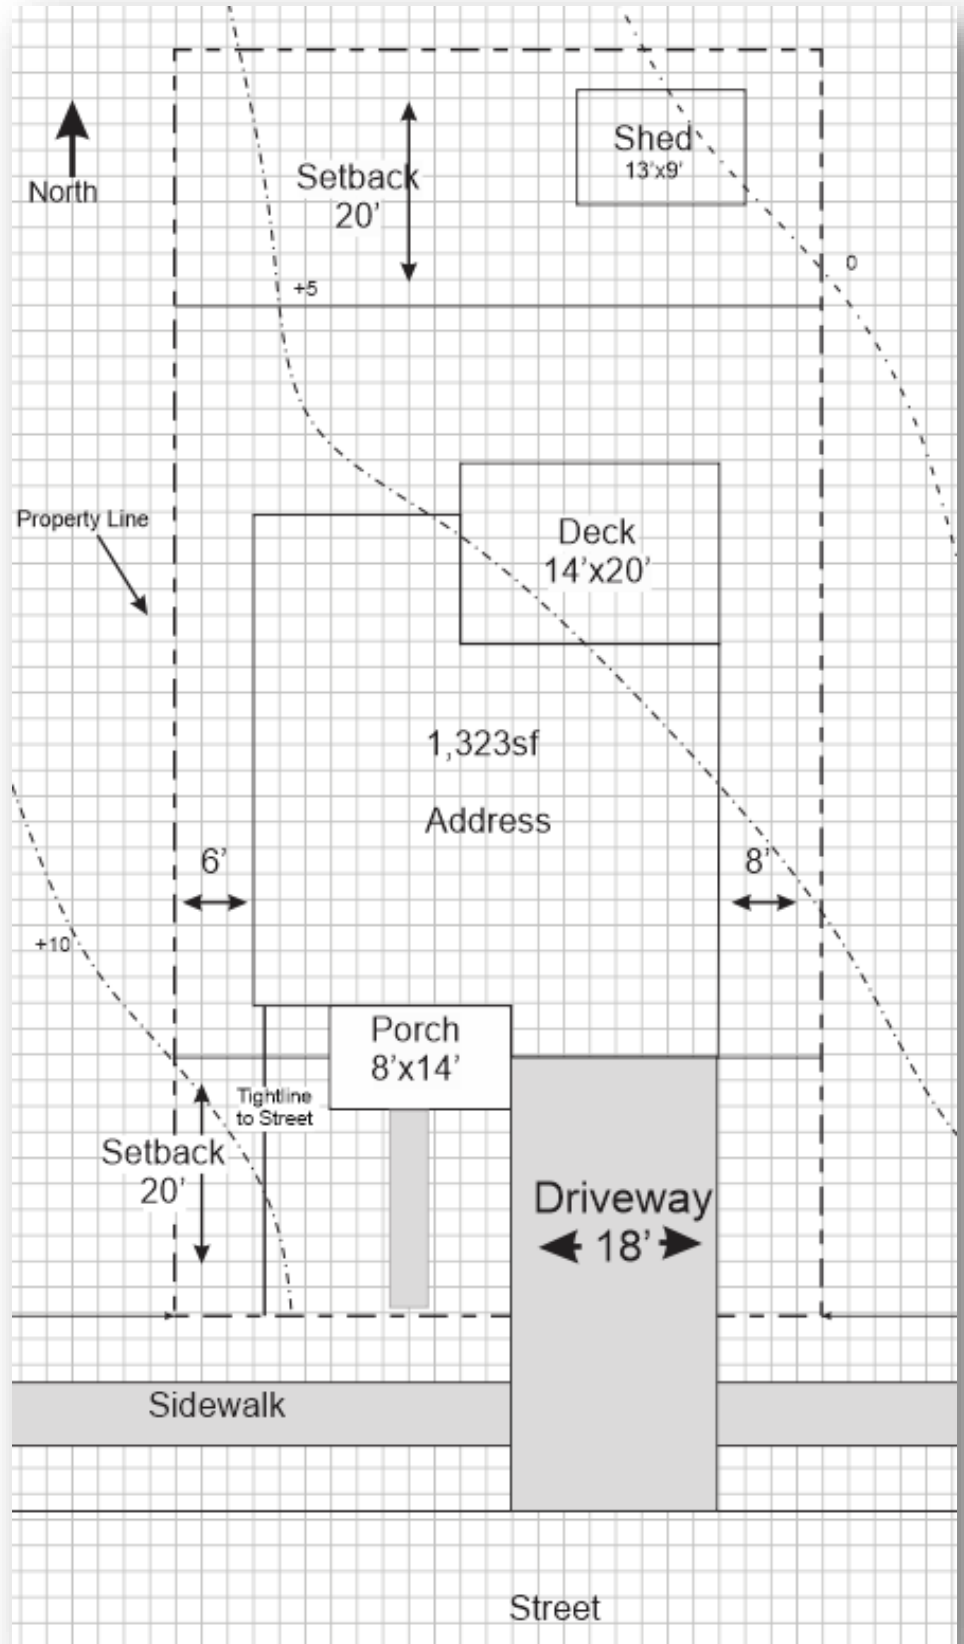 Shed
13'x9'
North
Setback
20'
0
+5
Property Line
Deck
14'x20'
1,323sf
Address
6'
8'
+10
Porch
8'x14'
Tightline
to Street
Setback
20'
Driveway
18'
Sidewalk
Street